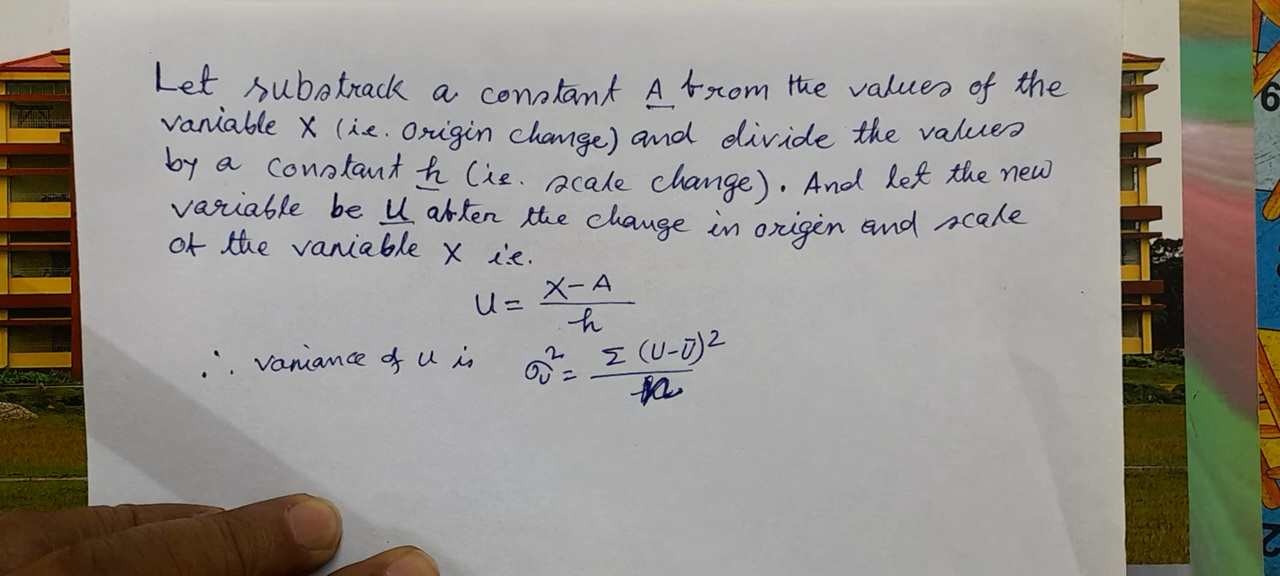 Let substrack a constant A from the values of the
variable X (i.e. origin change) and divide the values
by a constant h (i.e. scale change). And let the new
variable be U after the change in origin and scale
of the variable X i.e.
U = X-A / h
∴ variance of u is σ_U² = Σ(U-Ū)² / n
6